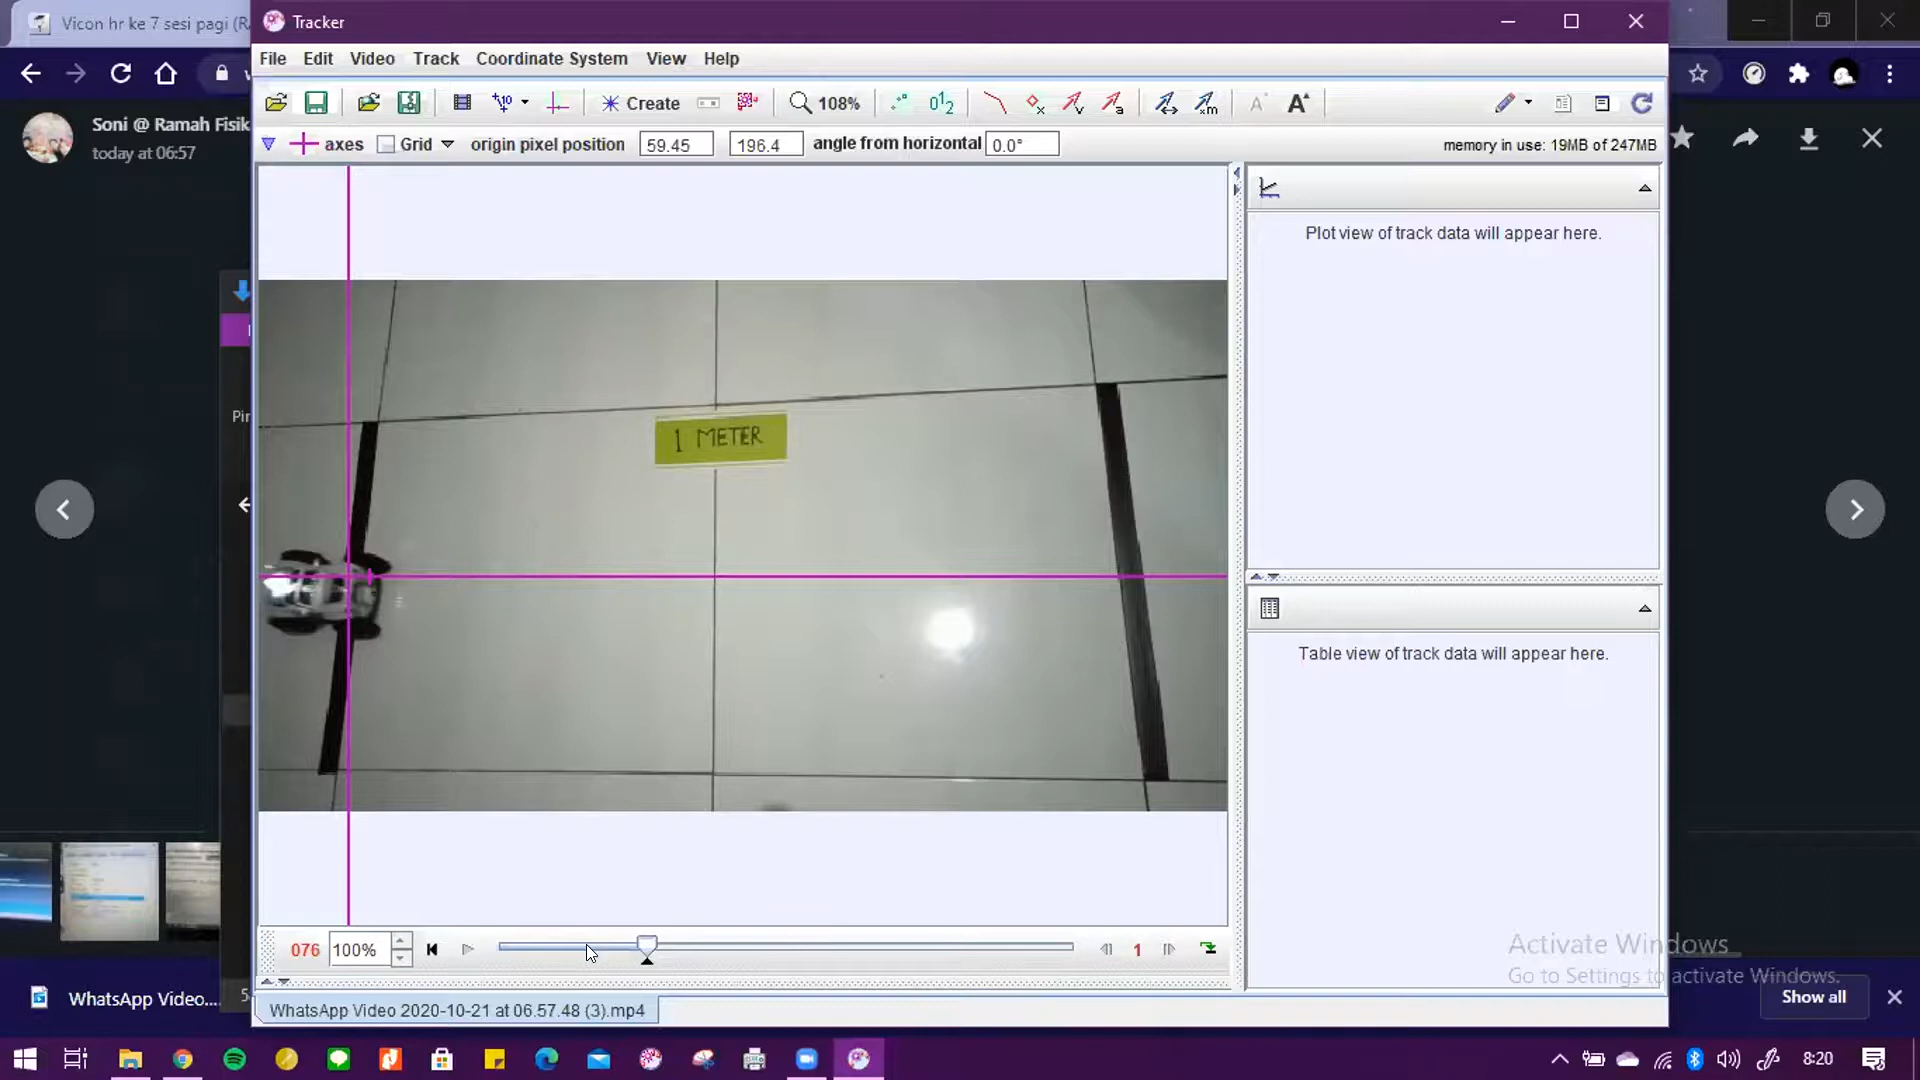 Vicon hr ke 7 sesi pagi (R
Tracker
File Edit Video Track Coordinate System View Help
Create 108%
axes Grid origin pixel position 59.45 196.4 angle from horizontal 0.0° memory in use: 19MB of 247MB
Soni @ Ramah Fisik
today at 06:57
Plot view of track data will appear here.
1 METER
Pir
Table view of track data will appear here.
076 100% 1
Activate Windows
Go to Settings to activate Windows.
WhatsApp Video....
WhatsApp Video 2020-10-21 at 06.57.48 (3).mp4
Show all
8:20